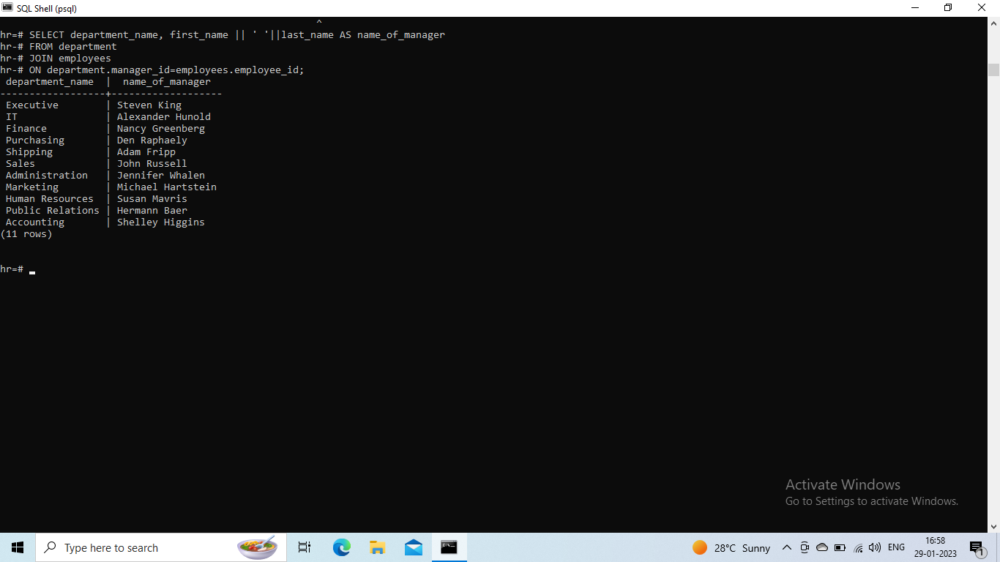 SQL Shell (psql)
^
hr=# SELECT department_name, first_name || ' '||last_name AS name_of_manager
hr-# FROM department
hr-# JOIN employees
hr-# ON department.manager_id=employees.employee_id;
 department_name  |  name_of_manager
------------------+-------------------
 Executive        | Steven King
 IT               | Alexander Hunold
 Finance          | Nancy Greenberg
 Purchasing       | Den Raphaely
 Shipping         | Adam Fripp
 Sales            | John Russell
 Administration   | Jennifer Whalen
 Marketing        | Michael Hartstein
 Human Resources  | Susan Mavris
 Public Relations | Hermann Baer
 Accounting       | Shelley Higgins
(11 rows)
hr=#
Activate Windows
Go to Settings to activate Windows.
Type here to search
28°C Sunny
ENG
16:58
29-01-2023
1